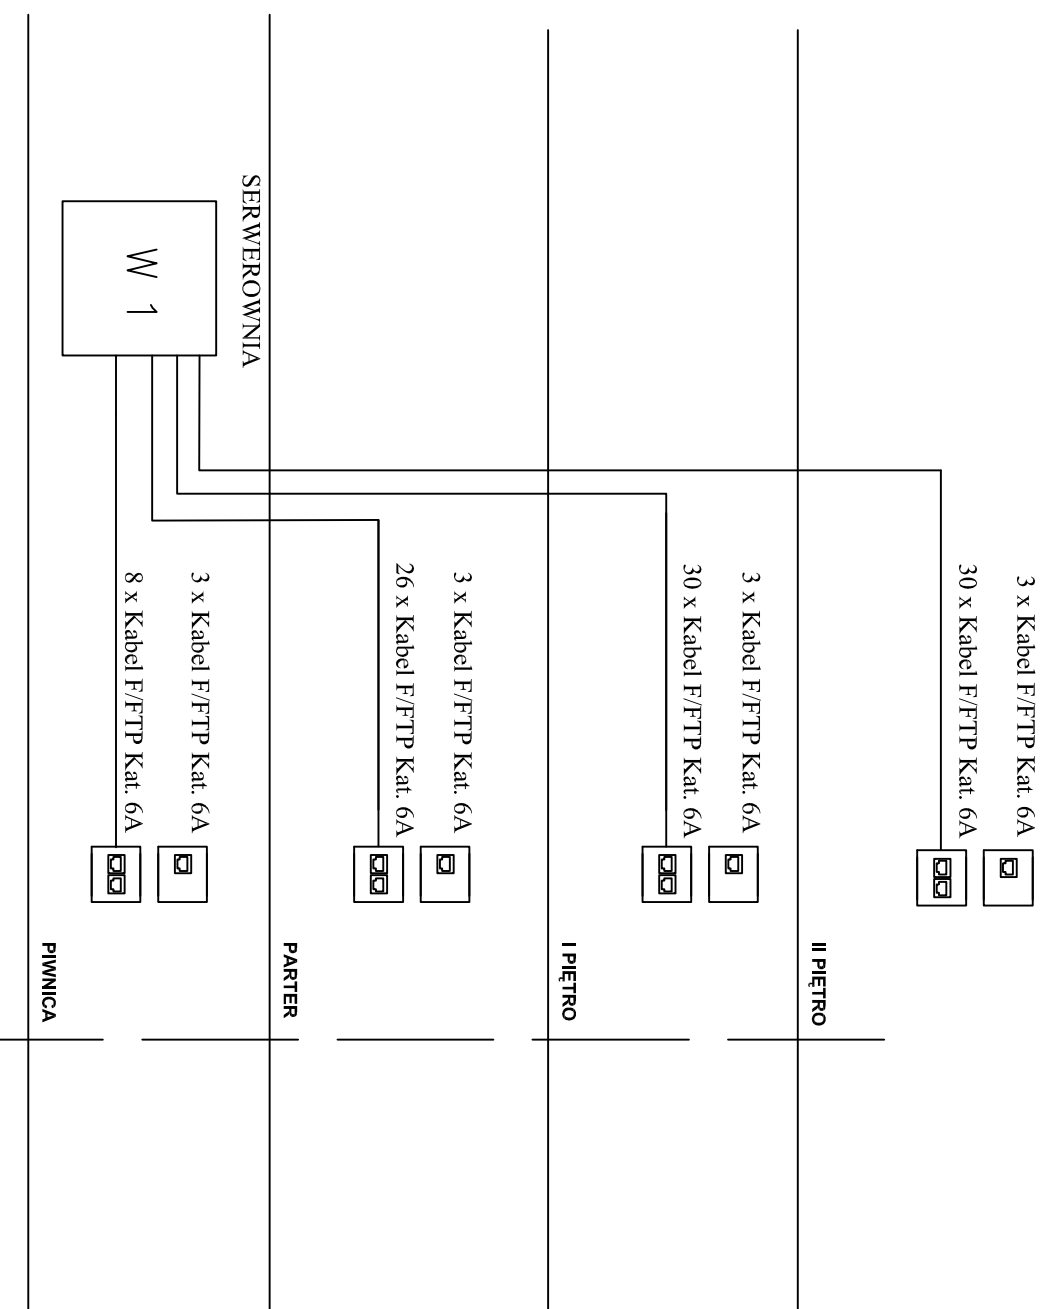 3 x Kabel F/FTP Kat. 6A
30 x Kabel F/FTP Kat. 6A
II PIĘTRO
3 x Kabel F/FTP Kat. 6A
30 x Kabel F/FTP Kat. 6A
I PIĘTRO
3 x Kabel F/FTP Kat. 6A
26 x Kabel F/FTP Kat. 6A
PARTER
SERWEROWNIA
W 1
3 x Kabel F/FTP Kat. 6A
8 x Kabel F/FTP Kat. 6A
PIWNICA